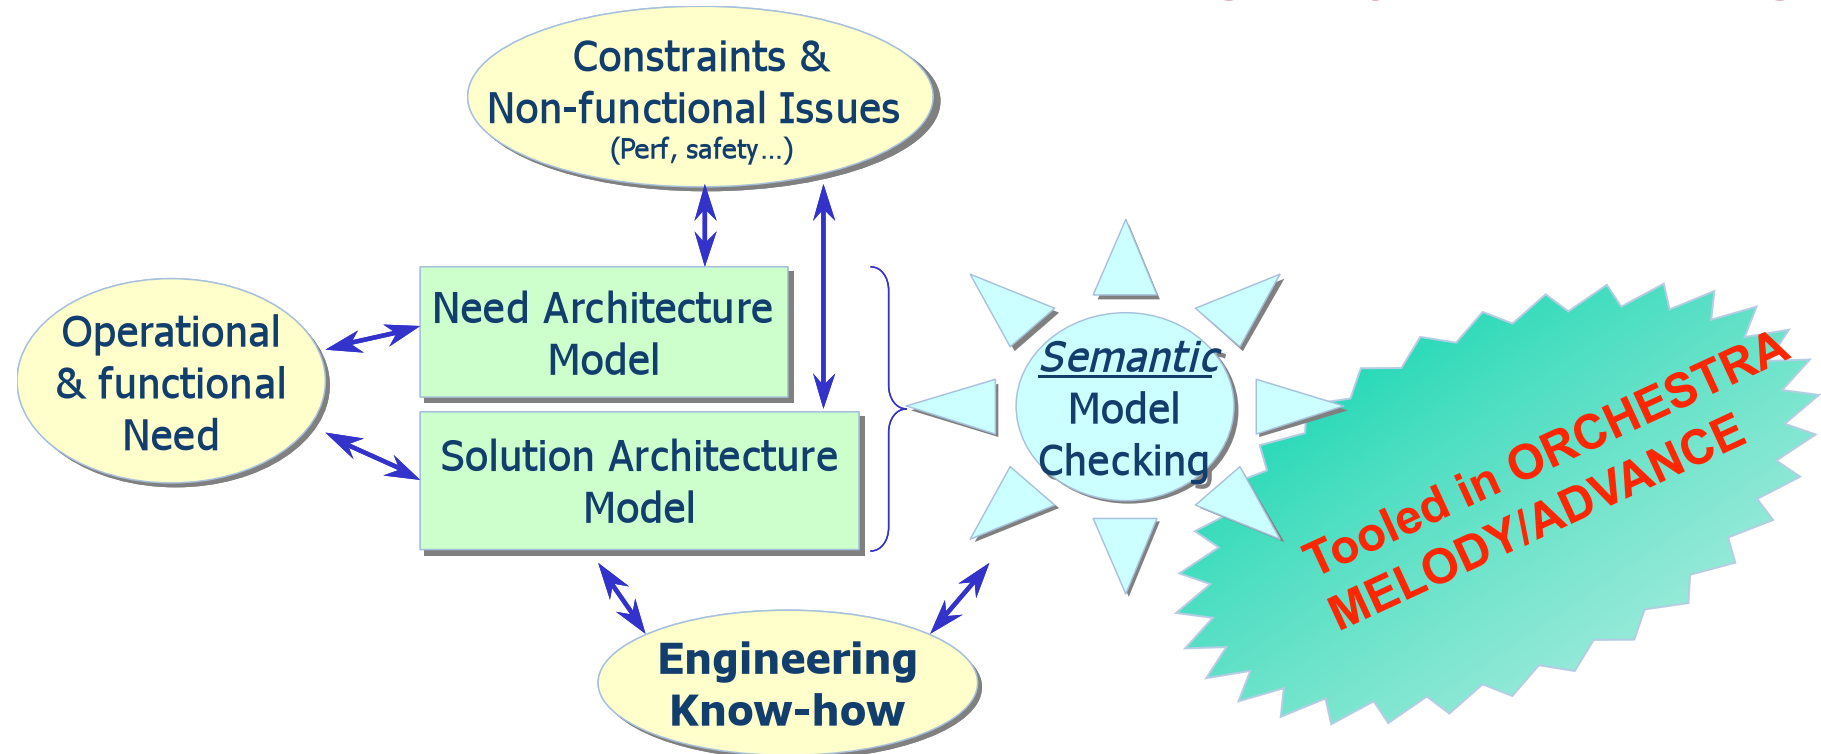 Constraints &
Non-functional Issues
(Perf, safety...)
Need Architecture
Model
Operational
& functional
Need
Solution Architecture
Model
Semantic
Model
Checking
Tooled in ORCHESTRA
MELODY/ADVANCE
Engineering
Know-how